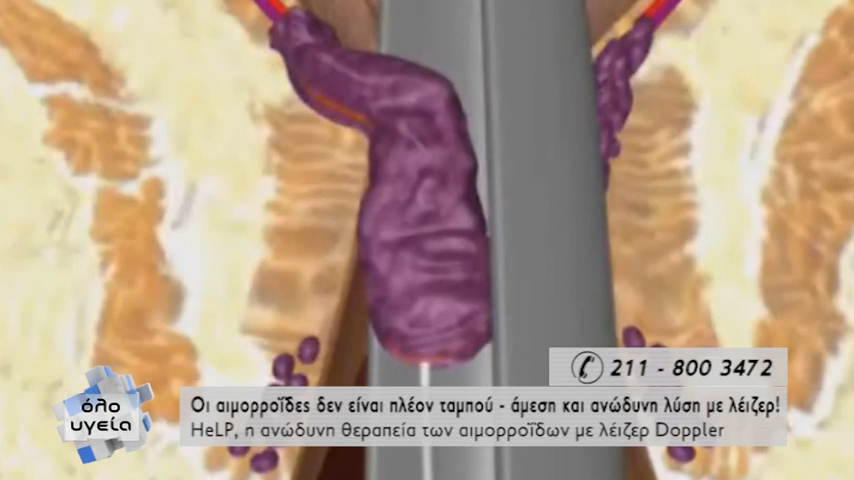 211 - 800 3472
όλο
υγεία
Οι αιμορροΐδες δεν είναι πλέον ταμπού - άμεση και ανώδυνη λύση με λέιζερ!
HeLP, η ανώδυνη θεραπεία των αιμορροΐδων με λέιζερ Doppler